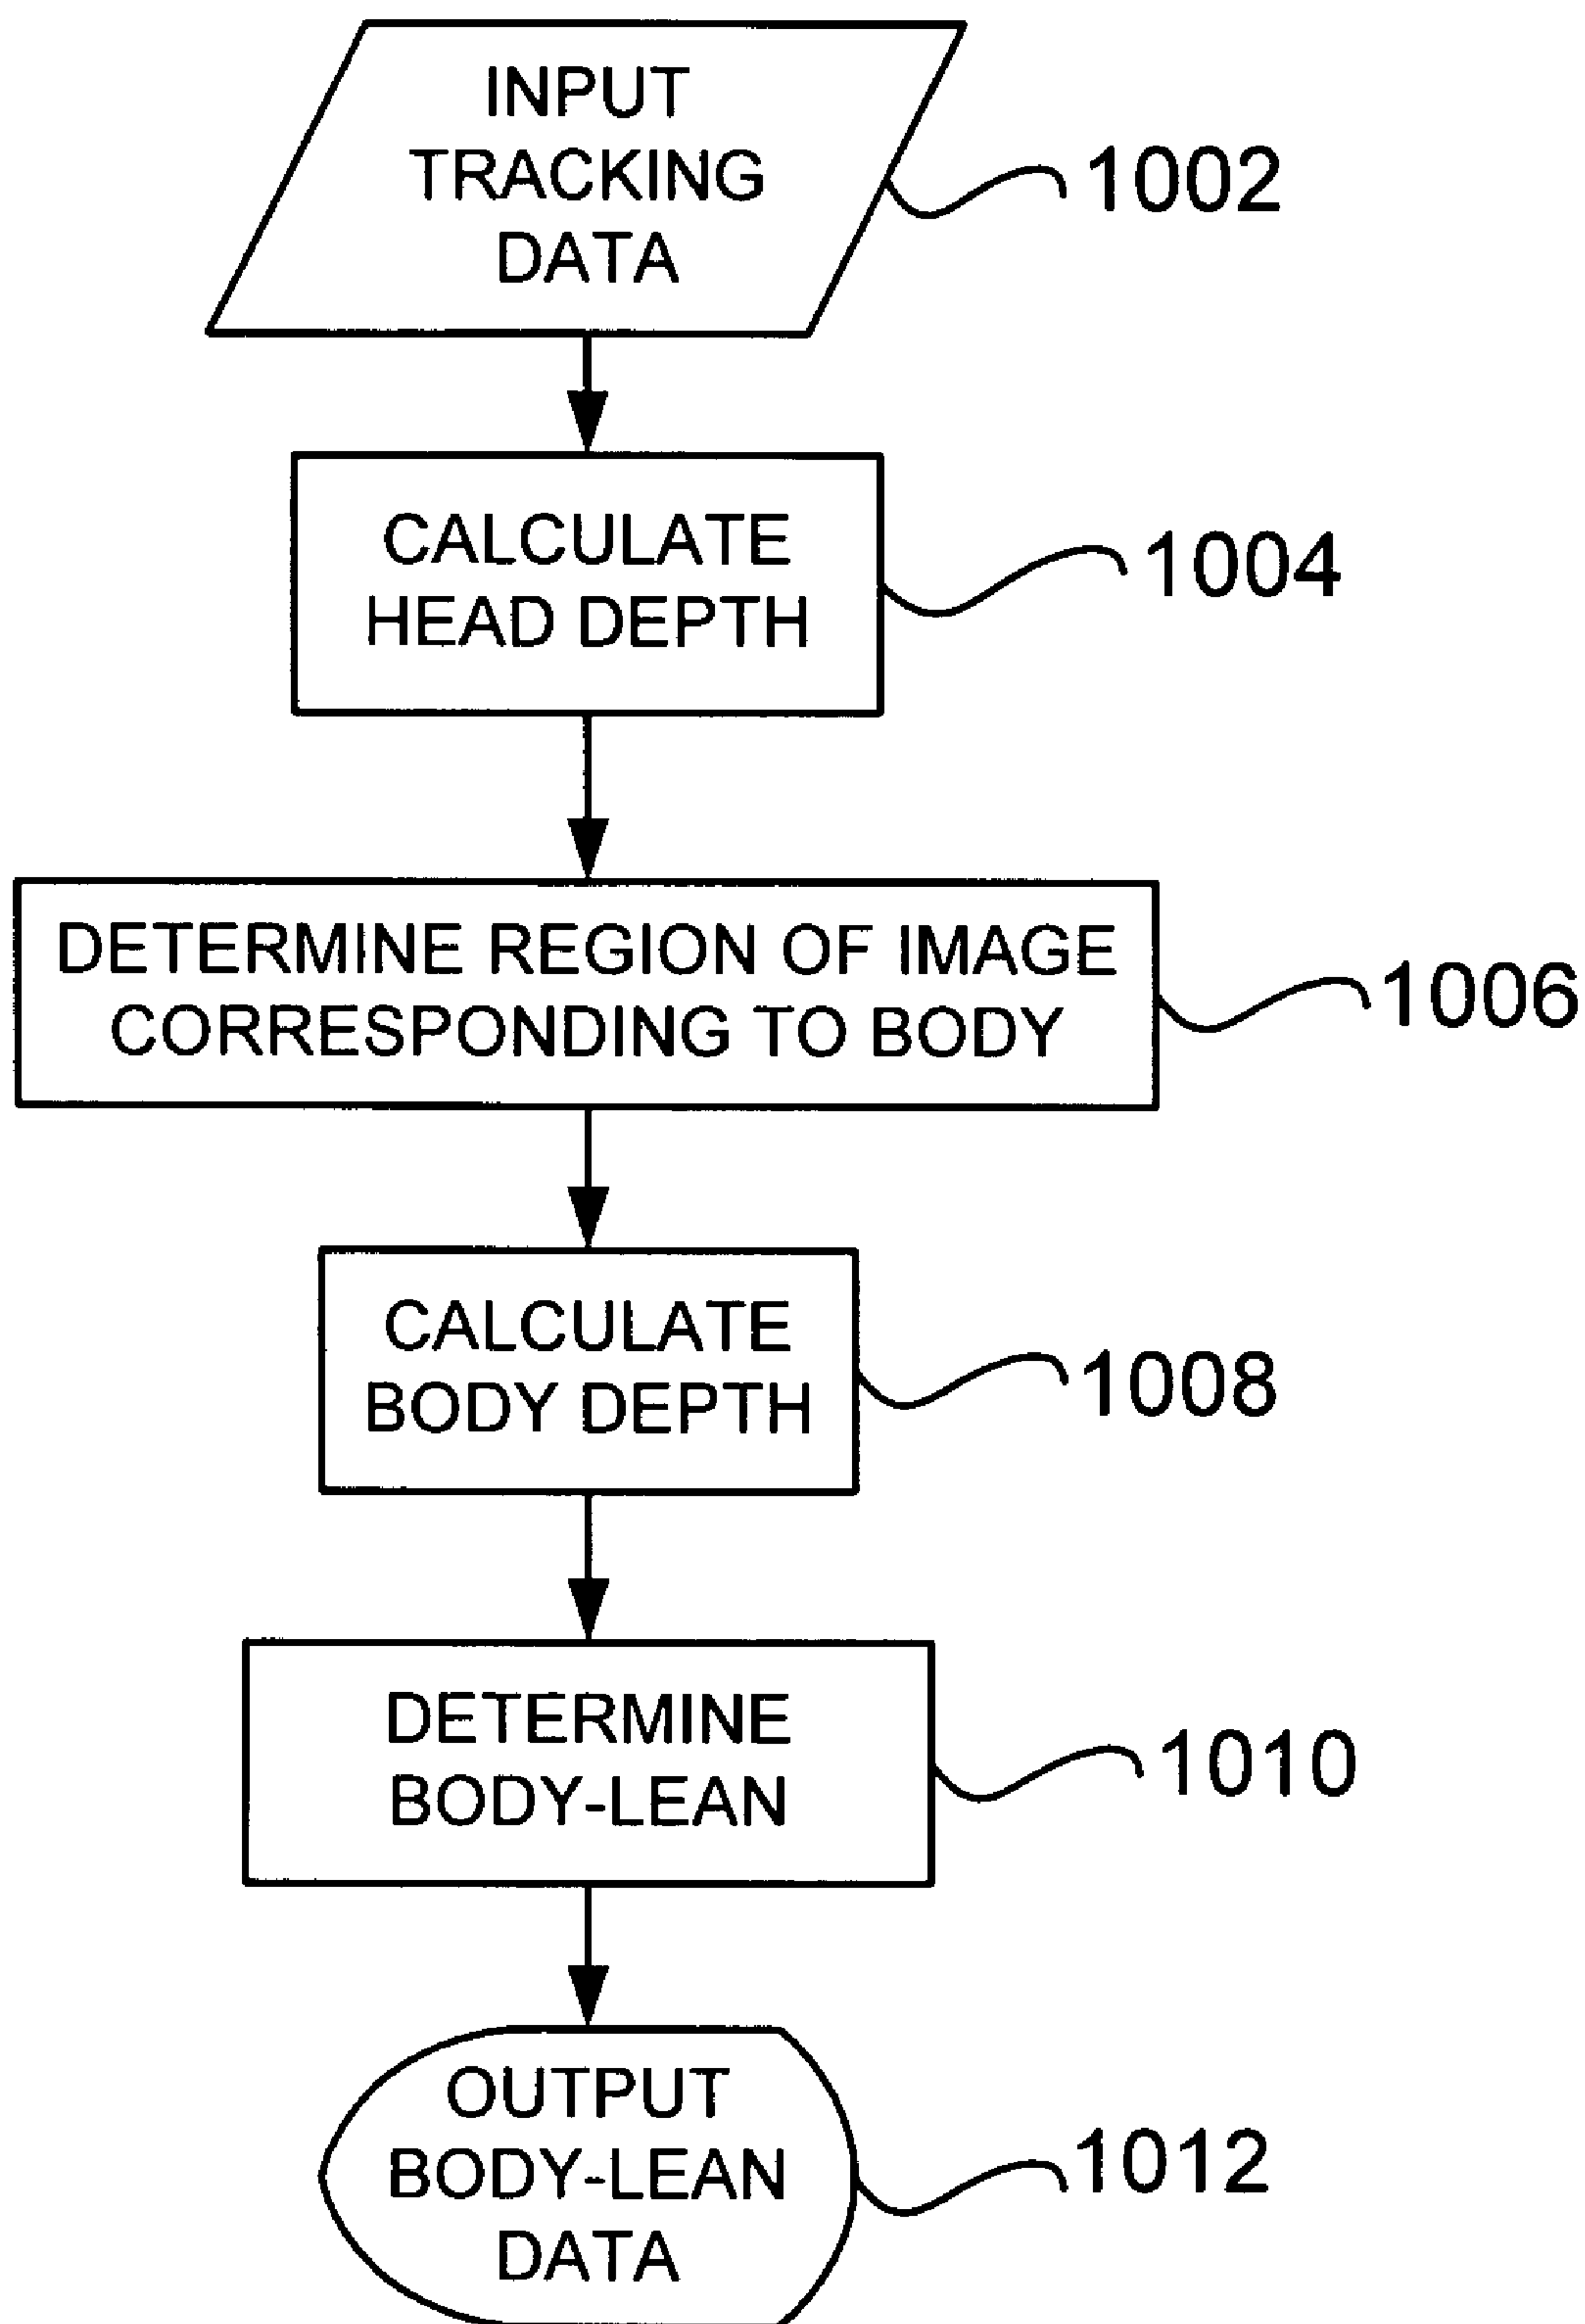 INPUT
TRACKING
DATA
1002
CALCULATE
HEAD DEPTH
1004
DETERMINE REGION OF IMAGE
CORRESPONDING TO BODY
1006
CALCULATE
BODY DEPTH
1008
DETERMINE
BODY-LEAN
1010
OUTPUT
BODY-LEAN
DATA
1012